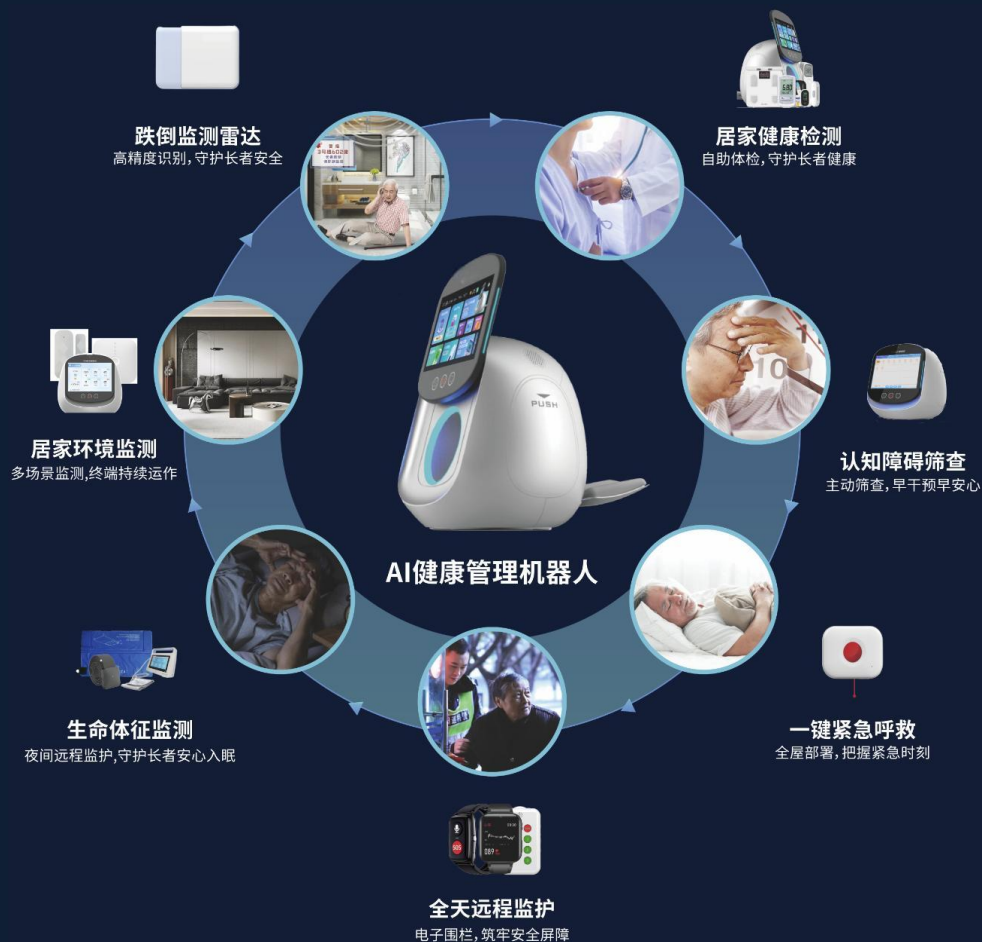 跌倒监测雷达
高精度识别,守护长者安全
居家健康检测
自助体检,守护长者健康
PUSH
10
居家环境监测
多场景监测,终端持续运作
认知障碍筛查
主动筛查,早干预早安心
AI健康管理机器人
生命体征监测
夜间远程监护,守护长者安心入眠
一键紧急呼救
全屋部署,把握紧急时刻
SOS
全天远程监护
电子围栏,筑牢安全屏障